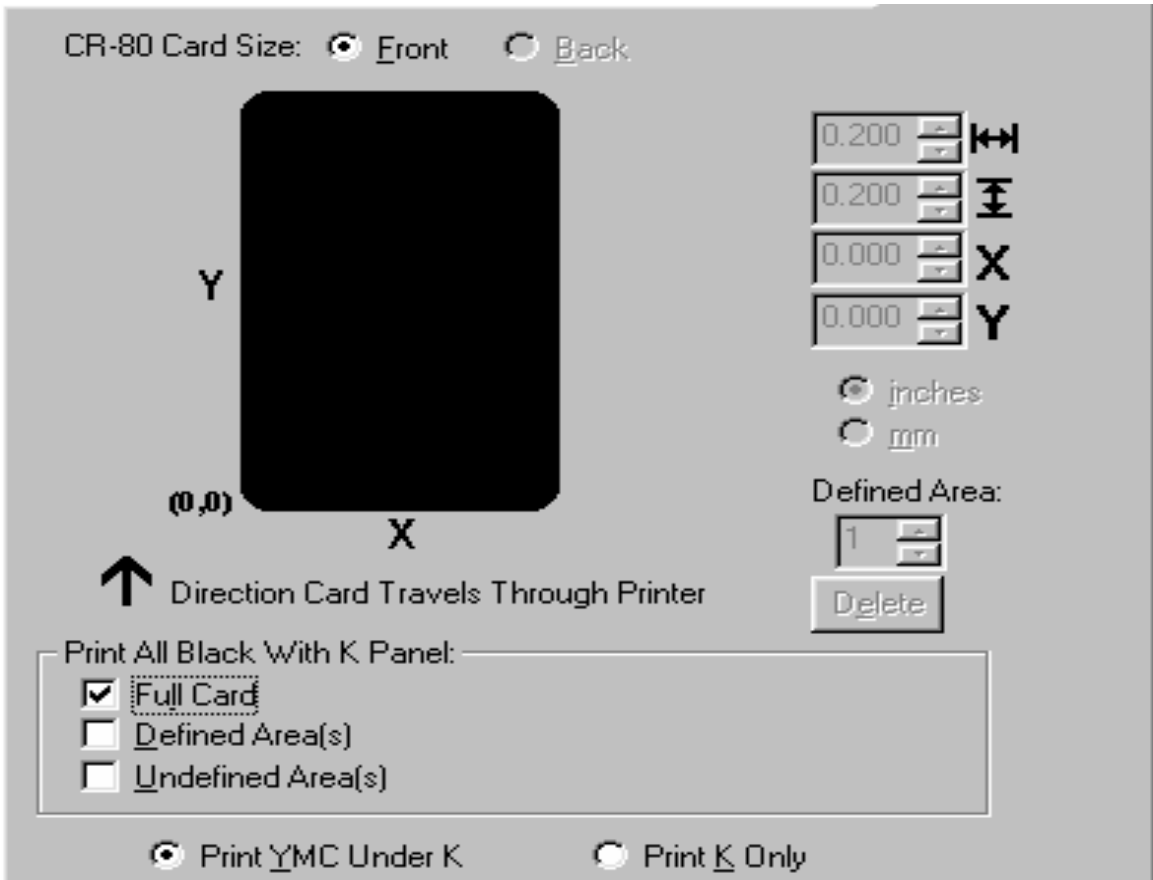 CR-80 Card Size: Front Back
0.200
0.200
0.000 X
Y
0.000 Y
inches
mm
(0,0)
Defined Area:
X
1
Direction Card Travels Through Printer
Delete
Print All Black With K Panel:
Full Card
Defined Area(s)
Undefined Area(s)
Print YMC Under K Print K Only